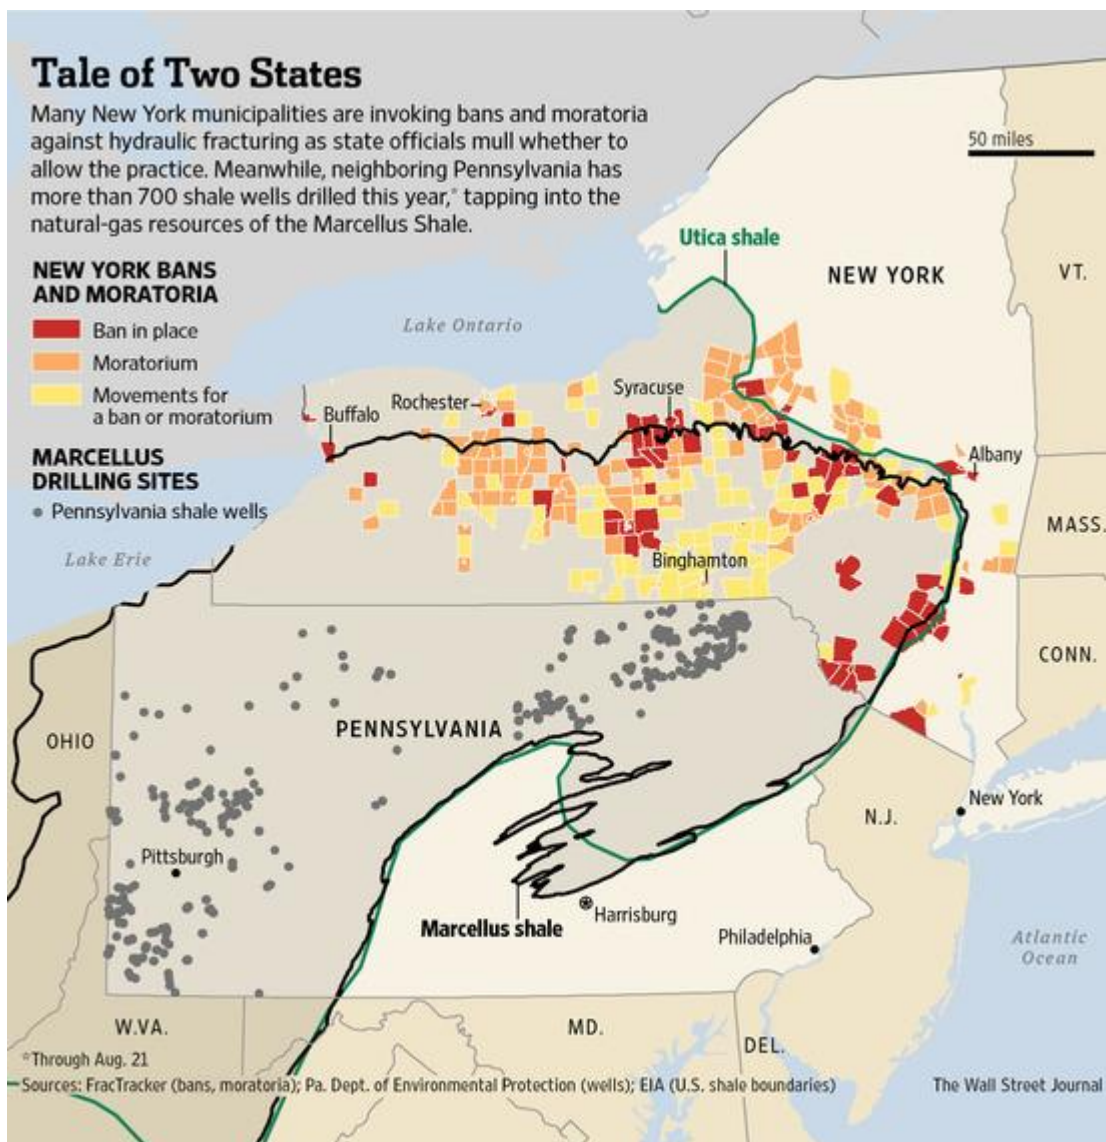 Tale of Two States
Many New York municipalities are invoking bans and moratoria
against hydraulic fracturing as state officials mull whether to
allow the practice. Meanwhile, neighboring Pennsylvania has
more than 700 shale wells drilled this year,* tapping into the
natural-gas resources of the Marcellus Shale.
50 miles
NEW YORK BANS
AND MORATORIA
Ban in place
Moratorium
Movements for
a ban or moratorium
MARCELLUS
DRILLING SITES
Pennsylvania shale wells
Utica shale
NEW YORK
VT.
Lake Ontario
Rochester
Syracuse
Buffalo
Albany
MASS.
Lake Erie
Binghamton
CONN.
OHIO
PENNSYLVANIA
New York
N.J.
Pittsburgh
Marcellus shale
Harrisburg
Philadelphia
Atlantic
Ocean
W.VA.
MD.
DEL.
*Through Aug. 21
Sources: FracTracker (bans, moratoria); Pa. Dept. of Environmental Protection (wells); EIA (U.S. shale boundaries)
The Wall Street Journal